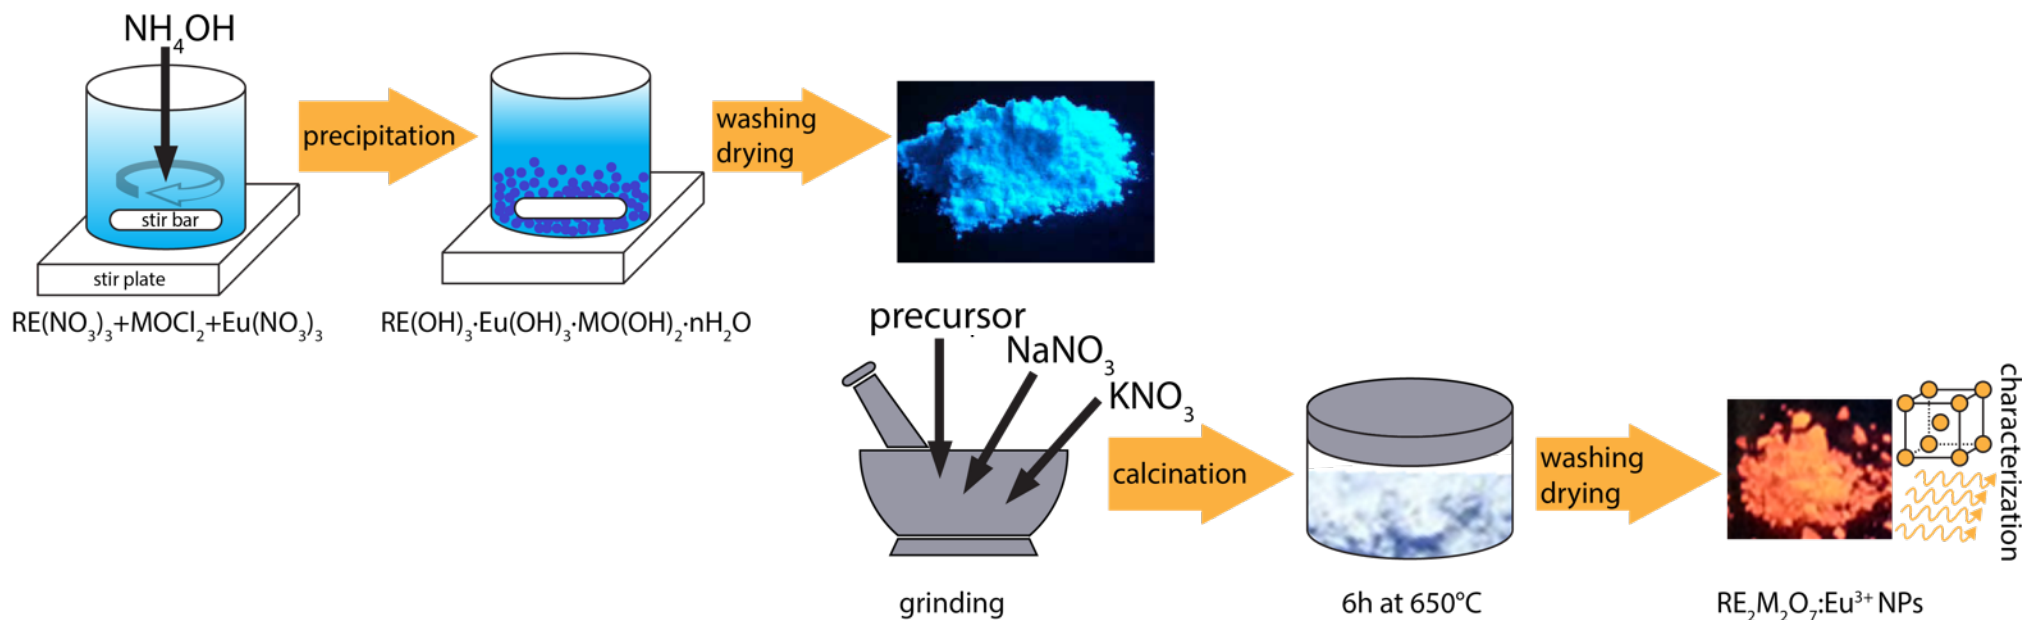 NH₄OH
precipitation
washing
drying
stir bar
stir plate
RE(NO₃)₃+MOCl₂+Eu(NO₃)₃
RE(OH)₃·Eu(OH)₃·MO(OH)₂·nH₂O
precursor
NaNO₃
KNO₃
calcination
washing
drying
characterization
grinding
6h at 650°C
RE₂M₂O₇:Eu³⁺ NPs